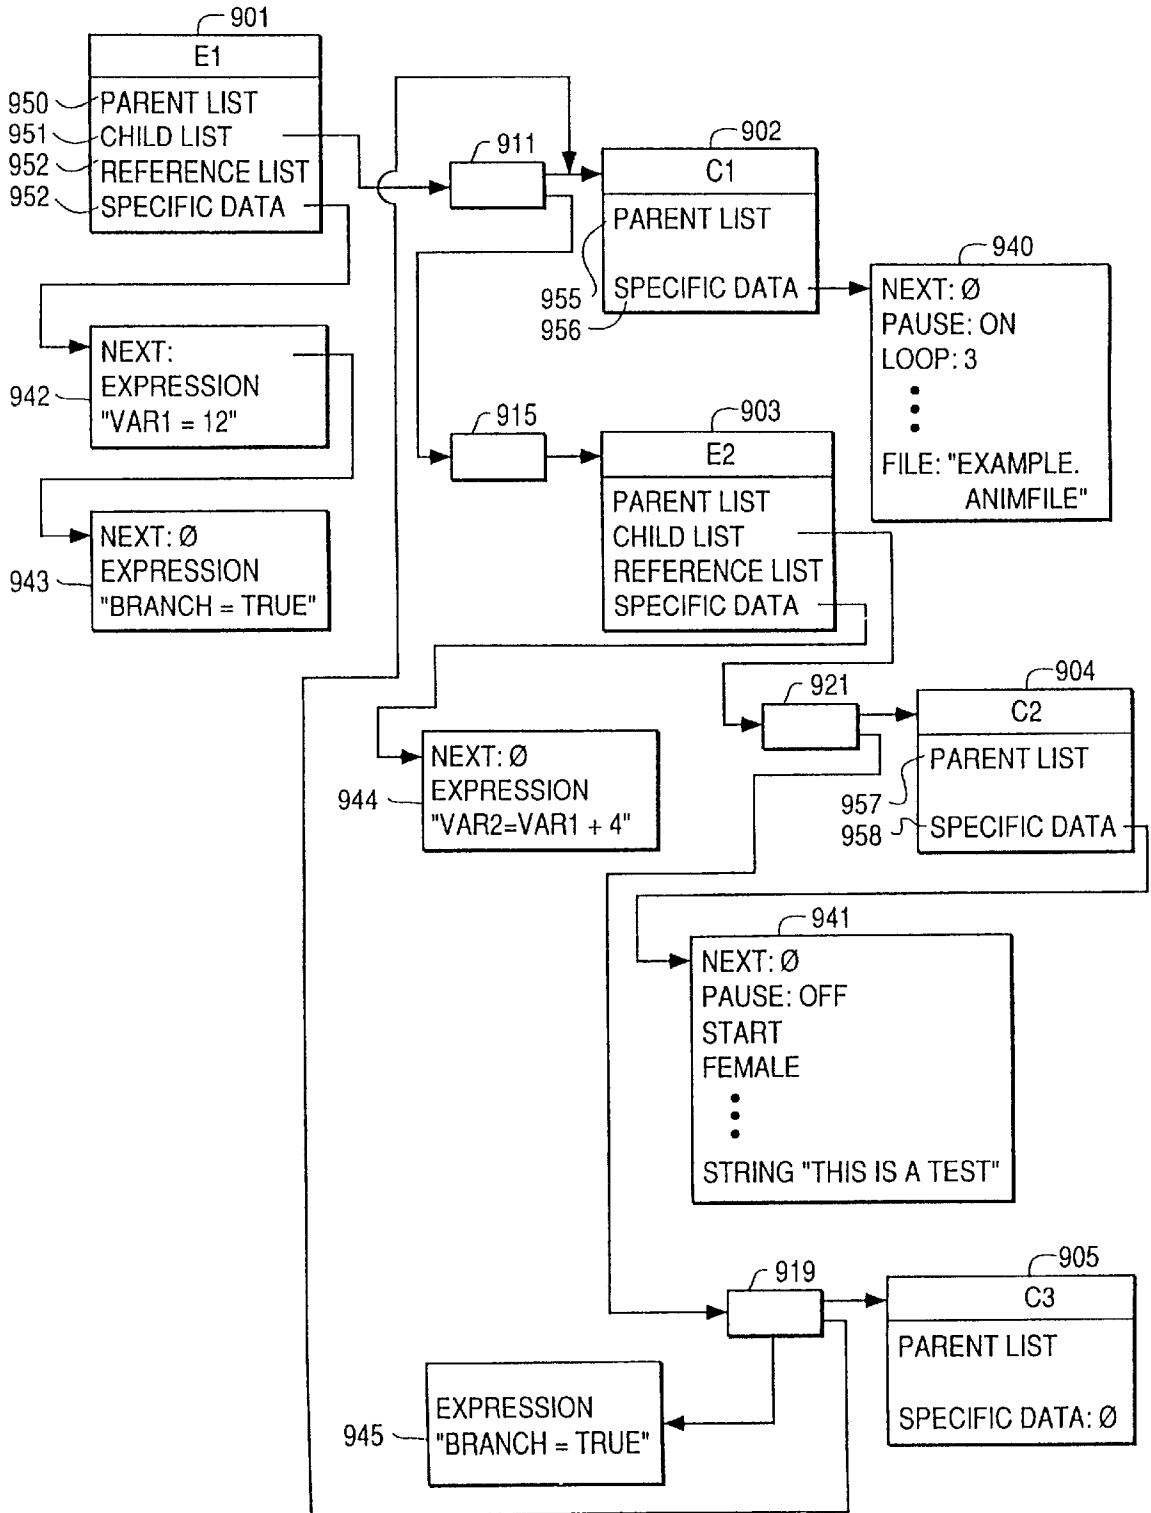 901
E1
950
PARENT LIST
951
CHILD LIST
952
REFERENCE LIST
952
SPECIFIC DATA
911
902
C1
PARENT LIST
955
SPECIFIC DATA
956
940
NEXT: Ø
PAUSE: ON
LOOP: 3
FILE: "EXAMPLE.
ANIMFILE"
NEXT:
EXPRESSION
"VAR1 = 12"
942
915
903
E2
PARENT LIST
CHILD LIST
REFERENCE LIST
SPECIFIC DATA
NEXT: Ø
EXPRESSION
"BRANCH = TRUE"
943
921
904
C2
PARENT LIST
957
SPECIFIC DATA
958
NEXT: Ø
EXPRESSION
"VAR2=VAR1 + 4"
944
941
NEXT: Ø
PAUSE: OFF
START
FEMALE
STRING "THIS IS A TEST"
919
905
C3
PARENT LIST
SPECIFIC DATA: Ø
EXPRESSION
"BRANCH = TRUE"
945